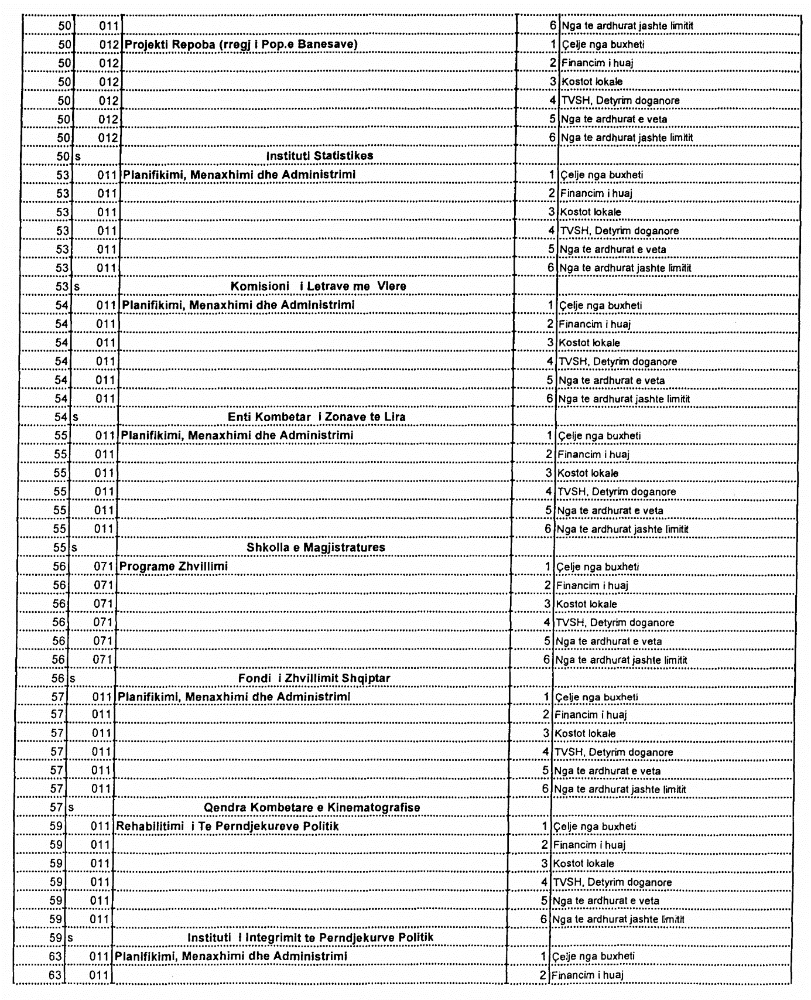 50 011 6 Nga te ardhurat jashte limitit
50 012 Projekti Repoba (rregj i Pop.e Banesave) 1 Çelje nga buxheti
50 012 2 Financim i huaj
50 012 3 Kostot lokale
50 012 4 TVSH, Detyrim doganore
50 012 5 Nga te ardhurat e veta
50 012 6 Nga te ardhurat jashte limitit
50 s Instituti Statistikes
53 011 Planifikimi, Menaxhimi dhe Administrimi 1 Çelje nga buxheti
53 011 2 Financim i huaj
53 011 3 Kostot lokale
53 011 4 TVSH, Detyrim doganore
53 011 5 Nga te ardhurat e veta
53 011 6 Nga te ardhurat jashte limitit
53 s Komisioni i Letrave me Vlere
54 011 Planifikimi, Menaxhimi dhe Administrimi 1 Çelje nga buxheti
54 011 2 Financim i huaj
54 011 3 Kostot lokale
54 011 4 TVSH, Detyrim doganore
54 011 5 Nga te ardhurat e veta
54 011 6 Nga te ardhurat jashte limitit
54 s Enti Kombetar i Zonave te Lira
55 011 Planifikimi, Menaxhimi dhe Administrimi 1 Çelje nga buxheti
55 011 2 Financim i huaj
55 011 3 Kostot lokale
55 011 4 TVSH, Detyrim doganore
55 011 5 Nga te ardhurat e veta
55 011 6 Nga te ardhurat jashte limitit
55 s Shkolla e Magjistratures
56 071 Programe Zhvillimi 1 Çelje nga buxheti
56 071 2 Financim i huaj
56 071 3 Kostot lokale
56 071 4 TVSH, Detyrim doganore
56 071 5 Nga te ardhurat e veta
56 071 6 Nga te ardhurat jashte limitit
56 s Fondi i Zhvillimit Shqiptar
57 011 Planifikimi, Menaxhimi dhe Administrimi 1 Çelje nga buxheti
57 011 2 Financim i huaj
57 011 3 Kostot lokale
57 011 4 TVSH, Detyrim doganore
57 011 5 Nga te ardhurat e veta
57 011 6 Nga te ardhurat jashte limitit
57 s Qendra Kombetare e Kinematografise
59 011 Rehabilitimi i Te Perndjekureve Politik 1 Çelje nga buxheti
59 011 2 Financim i huaj
59 011 3 Kostot lokale
59 011 4 TVSH, Detyrim doganore
59 011 5 Nga te ardhurat e veta
59 011 6 Nga te ardhurat jashte limitit
59 s Instituti I Integrimit te Perndjekurve Politik
63 011 Planifikimi, Menaxhimi dhe Administrimi 1 Çelje nga buxheti
63 011 2 Financim i huaj